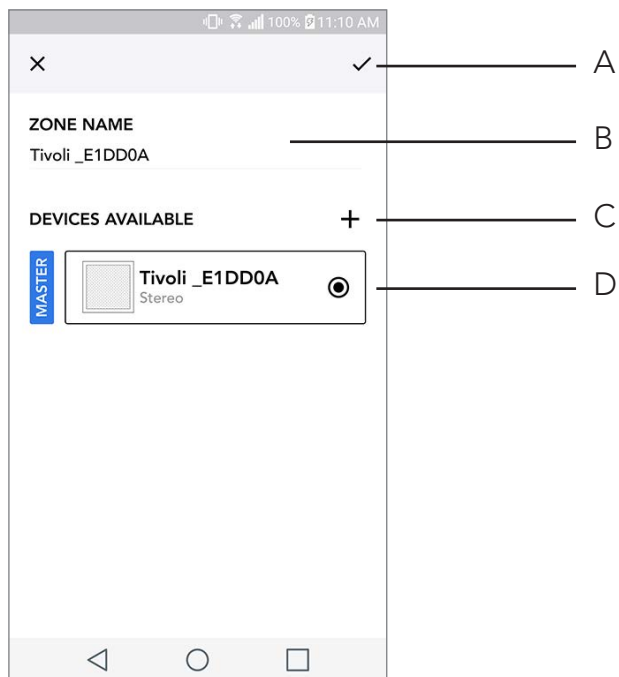 100% 11:10 AM
A
ZONE NAME
B
Tivoli _E1DD0A
DEVICES AVAILABLE
C
MASTER
Tivoli _E1DD0A
Stereo
D